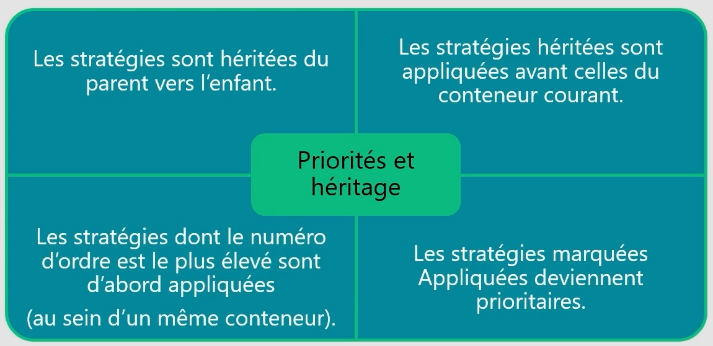 Les stratégies sont héritées du
parent vers l'enfant.
Les stratégies héritées sont
appliquées avant celles du
conteneur courant.
Priorités et
héritage
Les stratégies dont le numéro
d'ordre est le plus élevé sont
d'abord appliquées
(au sein d'un même conteneur).
Les stratégies marquées
Appliquées deviennent
prioritaires.